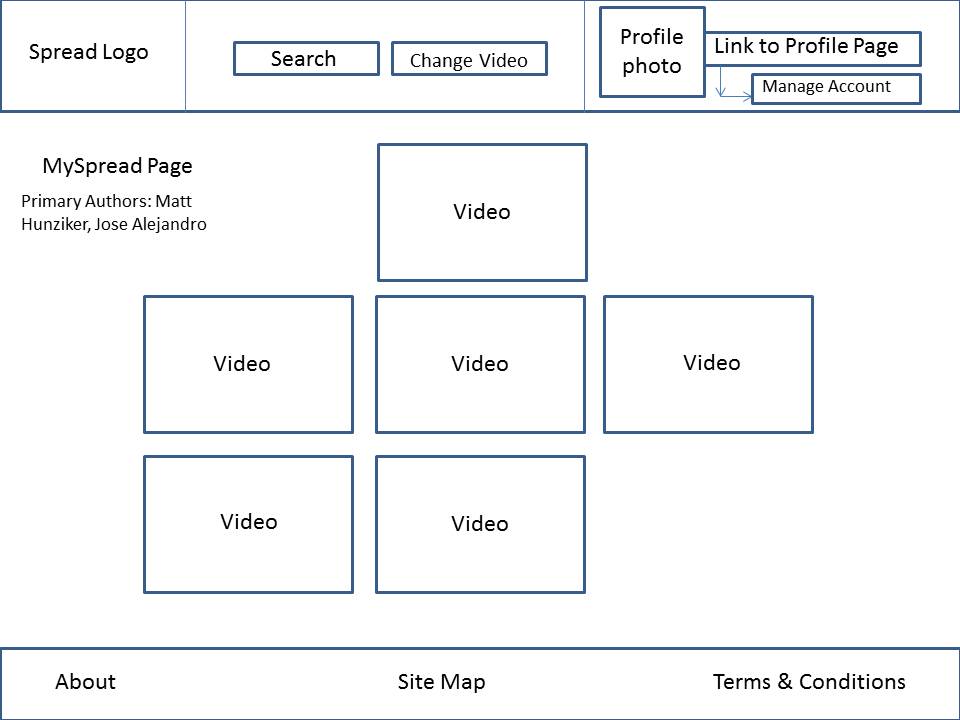 Spread Logo
Search
Change Video
Profile
photo
Link to Profile Page
Manage Account
MySpread Page
Primary Authors: Matt
Hunziker, Jose Alejandro
Video
Video
Video
Video
Video
Video
About
Site Map
Terms & Conditions